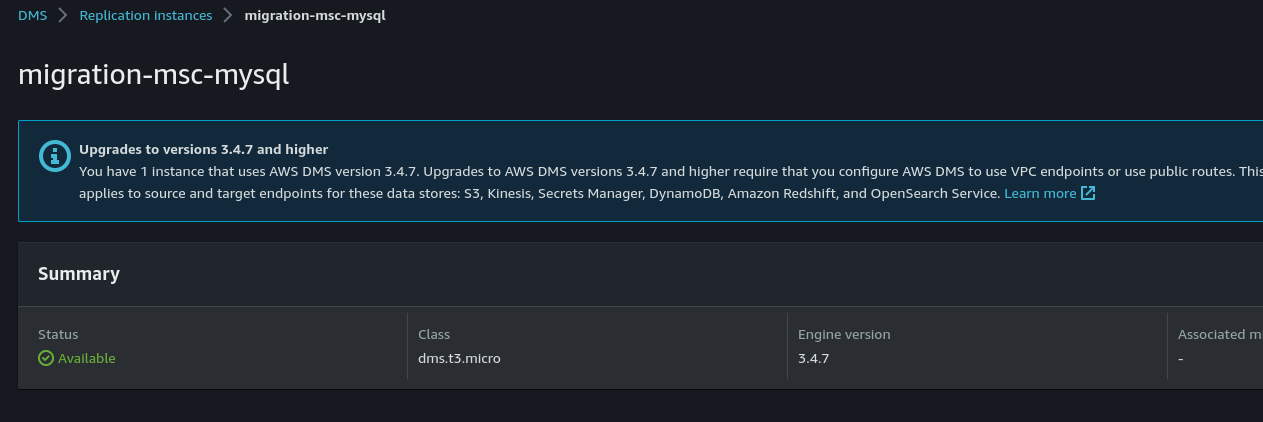 DMS > Replication instances > migration-msc-mysql
migration-msc-mysql
Upgrades to versions 3.4.7 and higher
You have 1 instance that uses AWS DMS version 3.4.7. Upgrades to AWS DMS versions 3.4.7 and higher require that you configure AWS DMS to use VPC endpoints or use public routes. This
applies to source and target endpoints for these data stores: S3, Kinesis, Secrets Manager, DynamoDB, Amazon Redshift, and OpenSearch Service. Learn more
Summary
Status
Available
Class
dms.t3.micro
Engine version
3.4.7
Associated m
-